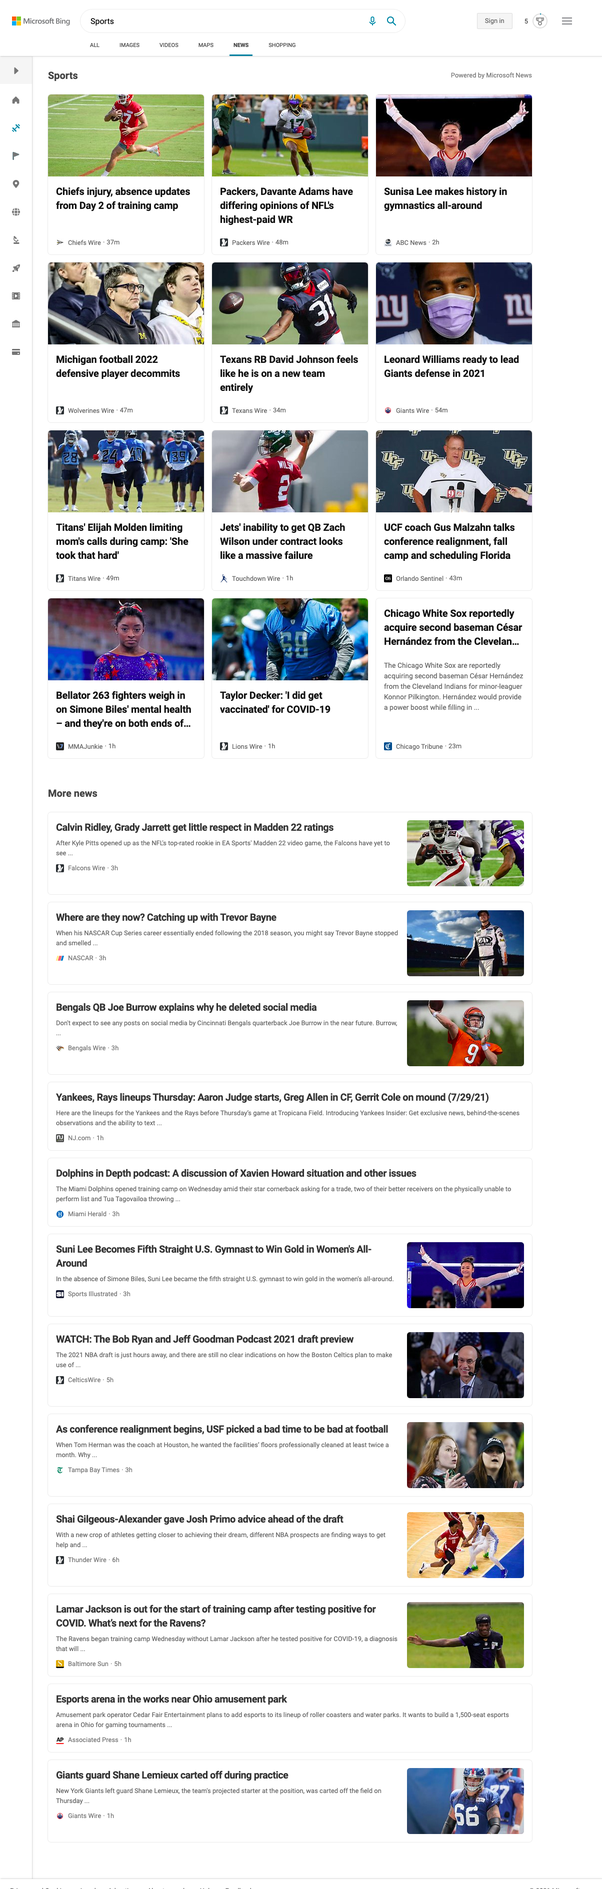 Microsoft Bing
Sports
Sign in
5
ALL IMAGES VIDEOS MAPS NEWS SHOPPING
Sports
Powered by Microsoft News
Chiefs injury, absence updates
from Day 2 of training camp
Chiefs Wire · 37m
Packers, Davante Adams have
differing opinions of NFL's
highest-paid WR
Packers Wire · 48m
Sunisa Lee makes history in
gymnastics all-around
ABC News · 2h
Michigan football 2022
defensive player decommits
Wolverines Wire · 47m
Texans RB David Johnson feels
like he is on a new team
entirely
Texans Wire · 34m
Leonard Williams ready to lead
Giants defense in 2021
Giants Wire · 54m
Titans' Elijah Molden limiting
mom's calls during camp: 'She
took that hard'
Titans Wire · 49m
Jets' inability to get QB Zach
Wilson under contract looks
like a massive failure
Touchdown Wire · 1h
UCF coach Gus Malzahn talks
conference realignment, fall
camp and scheduling Florida
Orlando Sentinel · 43m
Bellator 263 fighters weigh in
on Simone Biles' mental health
– and they're on both ends of...
MMAJunkie · 1h
Taylor Decker: 'I did get
vaccinated' for COVID-19
Lions Wire · 1h
Chicago White Sox reportedly
acquire second baseman César
Hernández from the Clevelan...
The Chicago White Sox are reportedly
acquiring second baseman César Hernández
from the Cleveland Indians for minor-leaguer
Konnor Pilkington. Hernández would provide
a power boost while filling in ...
Chicago Tribune · 23m
More news
Calvin Ridley, Grady Jarrett get little respect in Madden 22 ratings
After Kyle Pitts opened up as the NFL's top-rated rookie in EA Sports' Madden 22 video game, the Falcons have yet to
see ...
Falcons Wire · 3h
Where are they now? Catching up with Trevor Bayne
When his NASCAR Cup Series career essentially ended following the 2018 season, you might say Trevor Bayne stopped
and smelled ...
NASCAR · 3h
Bengals QB Joe Burrow explains why he deleted social media
Don't expect to see any posts on social media by Cincinnati Bengals quarterback Joe Burrow in the near future. Burrow,
...
Bengals Wire · 3h
Yankees, Rays lineups Thursday: Aaron Judge starts, Greg Allen in CF, Gerrit Cole on mound (7/29/21)
Here are the lineups for the Yankees and the Rays before Thursday's game at Tropicana Field. Introducing Yankees Insider: Get exclusive news, behind-the-scenes
observations and the ability to text ...
NJ.com · 1h
Dolphins in Depth podcast: A discussion of Xavien Howard situation and other issues
The Miami Dolphins opened training camp on Wednesday amid their star cornerback asking for a trade, two of their better receivers on the physically unable to
perform list and Tua Tagovailoa throwing ...
Miami Herald · 3h
Suni Lee Becomes Fifth Straight U.S. Gymnast to Win Gold in Women's All-
Around
In the absence of Simone Biles, Suni Lee became the fifth straight U.S. gymnast to win gold in the women's all-around.
Sports Illustrated · 3h
WATCH: The Bob Ryan and Jeff Goodman Podcast 2021 draft preview
The 2021 NBA draft is just hours away, and there are still no clear indications on how the Boston Celtics plan to make
use of ...
CelticsWire · 5h
As conference realignment begins, USF picked a bad time to be bad at football
When Tom Herman was the coach at Houston, he wanted the facilities' floors professionally cleaned at least twice a
month. Why ...
Tampa Bay Times · 3h
Shai Gilgeous-Alexander gave Josh Primo advice ahead of the draft
With a new crop of athletes getting closer to achieving their dream, different NBA prospects are finding ways to get
help and ...
Thunder Wire · 6h
Lamar Jackson is out for the start of training camp after testing positive for
COVID. What's next for the Ravens?
The Ravens began training camp Wednesday without Lamar Jackson after he tested positive for COVID-19, a diagnosis
that will ...
Baltimore Sun · 5h
Esports arena in the works near Ohio amusement park
Amusement park operator Cedar Fair Entertainment plans to add esports to its lineup of roller coasters and water parks. It wants to build a 1,500-seat esports
arena in Ohio for gaming tournaments ...
Associated Press · 1h
Giants guard Shane Lemieux carted off during practice
New York Giants left guard Shane Lemieux, the team's projected starter at the position, was carted off the field on
Thursday ...
Giants Wire · 1h